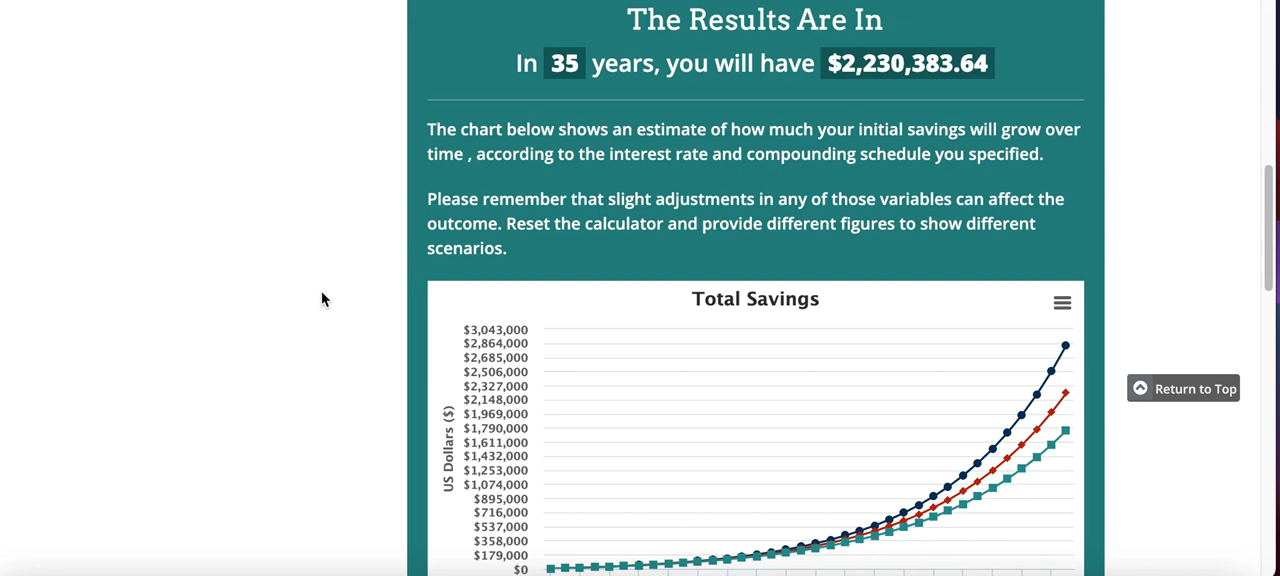 The Results Are In
In 35 years, you will have $2,230,383.64
The chart below shows an estimate of how much your initial savings will grow over
time , according to the interest rate and compounding schedule you specified.
Please remember that slight adjustments in any of those variables can affect the
outcome. Reset the calculator and provide different figures to show different
scenarios.
Total Savings
$3,043,000
$2,864,000
$2,685,000
$2,506,000
$2,327,000
$2,148,000
$1,969,000
$1,790,000
$1,611,000
$1,432,000
$1,253,000
$1,074,000
$895,000
$716,000
$537,000
$358,000
$179,000
$0
US Dollars ($)
Return to Top